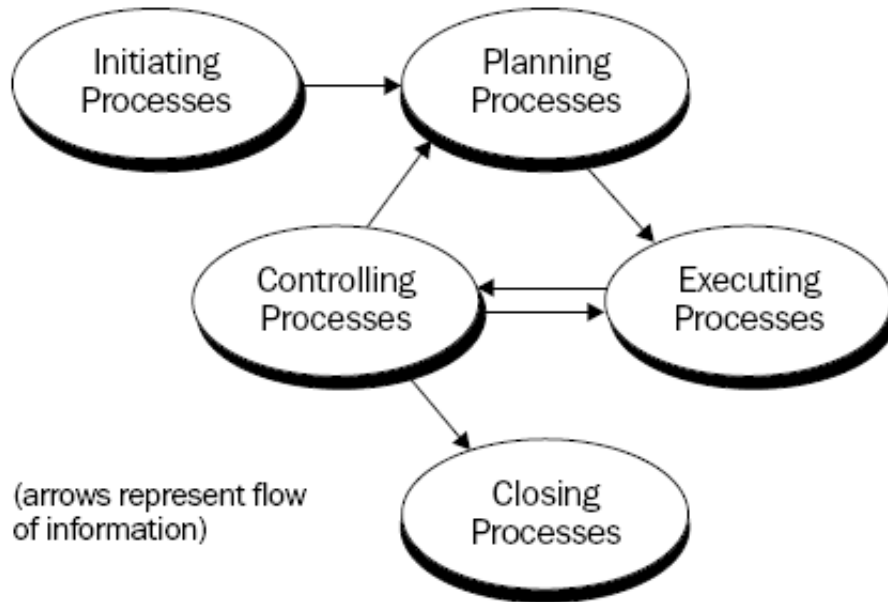 Initiating
Processes
Planning
Processes
Controlling
Processes
Executing
Processes
Closing
Processes
(arrows represent flow
of information)